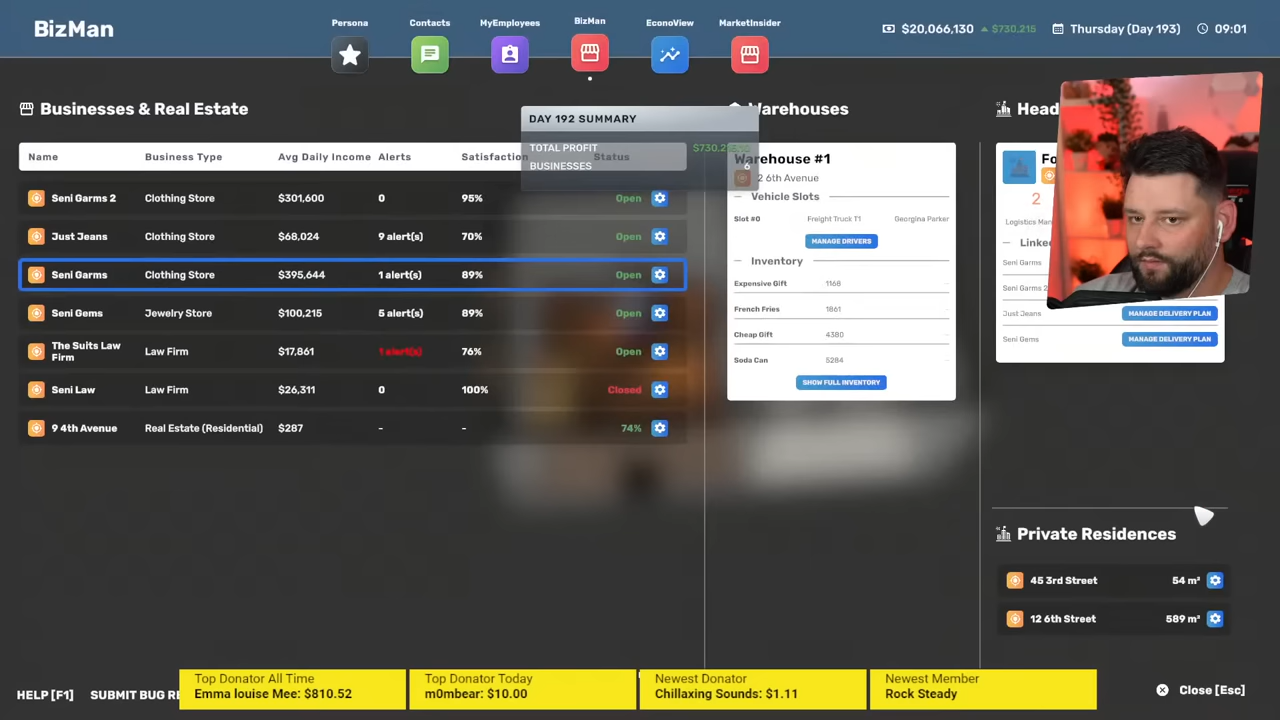 BizMan
Persona
Contacts
MyEmployees
BizMan
EconoView
MarketInsider
$20,066,130 $730,215
Thursday (Day 193)
09:01
Businesses & Real Estate
Name Business Type Avg Daily Income Alerts Satisfaction Status
Seni Garms 2 Clothing Store $301,600 0 95% Open
Just Jeans Clothing Store $68,024 9 alert(s) 70% Open
Seni Garms Clothing Store $395,644 1 alert(s) 89% Open
Seni Gems Jewelry Store $100,215 5 alert(s) 89% Open
Law Firm $17,861 1 alert(s) 76% Open
Firm
Seni Law Law Firm $26,311 0 100% Closed
9 4th Avenue Real Estate (Residential) $287 - - 74%
DAY 192 SUMMARY
TOTAL PROFIT
BUSINESSES 6
Warehouses
Warehouse #1
2 6th Avenue
Vehicle Slots
Slot #0 Freight Truck T1 Georgina Parker
MANAGE DRIVERS
Inventory
Expensive Gift 1168
French Fries 1861
Cheap Gift 4380
Soda Can 5284
SHOW FULL INVENTORY
Head
Fo
2
Logistics Man
Linke
Seni Garms
Seni Garms 2
Just Jeans MANAGE DELIVERY PLAN
Seni Gems MANAGE DELIVERY PLAN
Private Residences
45 3rd Street 54 m²
12 6th Street 589 m²
HELP [F1]
SUBMIT BUG RE
Top Donator All Time
Emma louise Mee: $810.52
Top Donator Today
m0mbear: $10.00
Newest Donator
Chillaxing Sounds: $1.11
Newest Member
Rock Steady
Close [Esc]